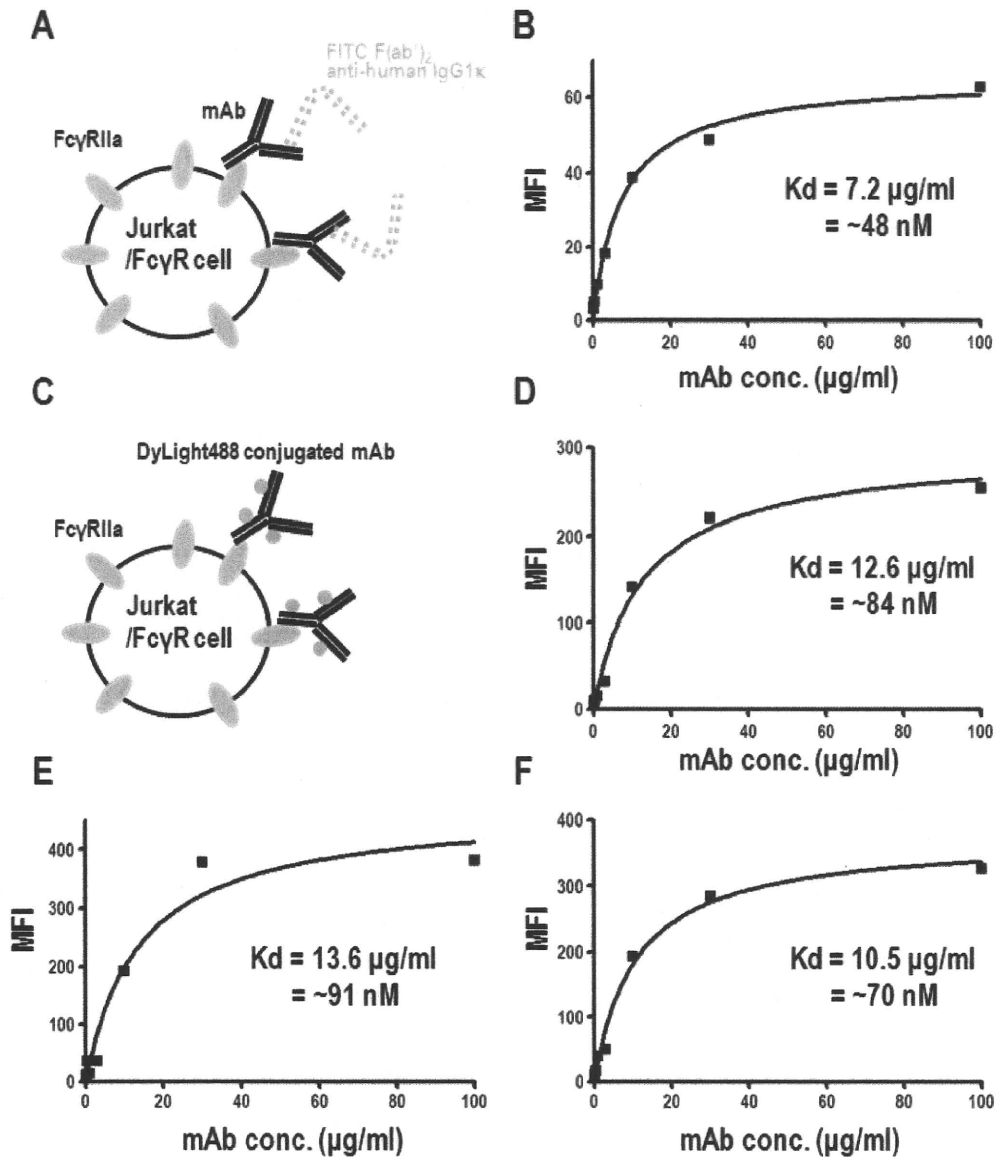 A
FITC F(ab')2
anti-human IgG1κ
mAb
FcγRIIa
Jurkat
/FcγR cell
B
60
40
20
0
MFI
Kd = 7.2 µg/ml
= ~48 nM
0 20 40 60 80 100
mAb conc. (µg/ml)
C
DyLight488 conjugated mAb
FcγRIIa
Jurkat
/FcγR cell
D
300
200
100
0
MFI
Kd = 12.6 µg/ml
= ~84 nM
0 20 40 60 80 100
mAb conc. (µg/ml)
E
400
300
200
100
0
MFI
Kd = 13.6 µg/ml
= ~91 nM
0 20 40 60 80 100
mAb conc. (µg/ml)
F
400
300
200
100
0
MFI
Kd = 10.5 µg/ml
= ~70 nM
0 20 40 60 80 100
mAb conc. (µg/ml)